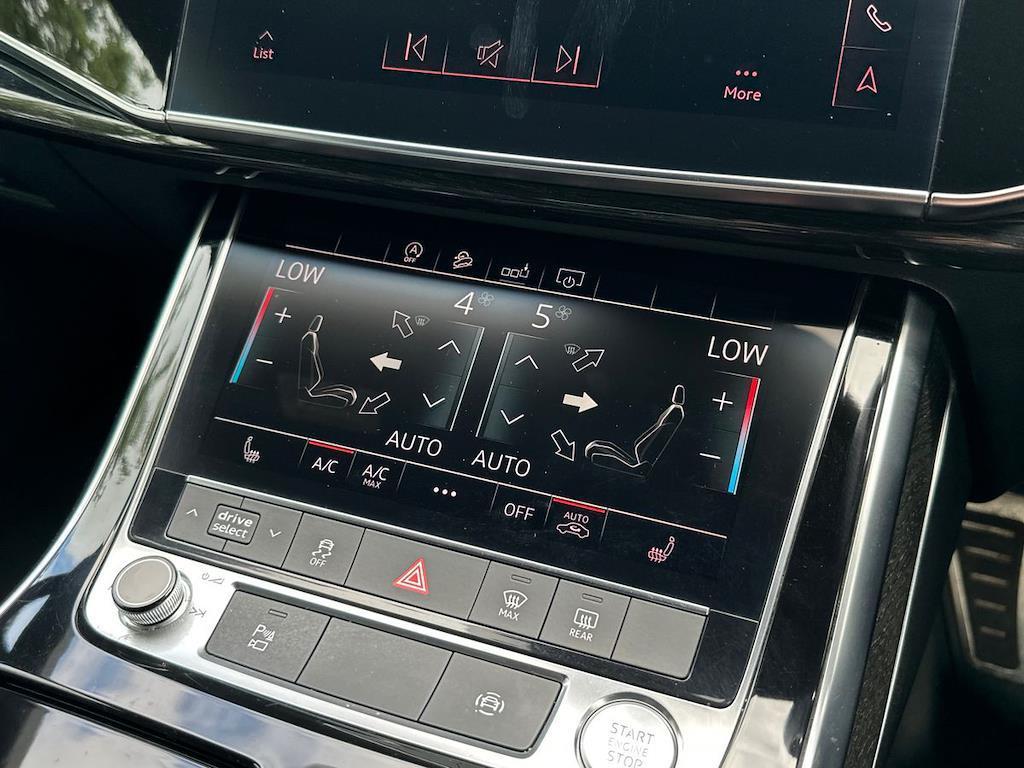 List
More
A
OFF
LOW
4
5
LOW
AUTO
AUTO
A/C
A/C
MAX
OFF
AUTO
drive
select
OFF
MAX
REAR
P
START
ENGINE
STOP